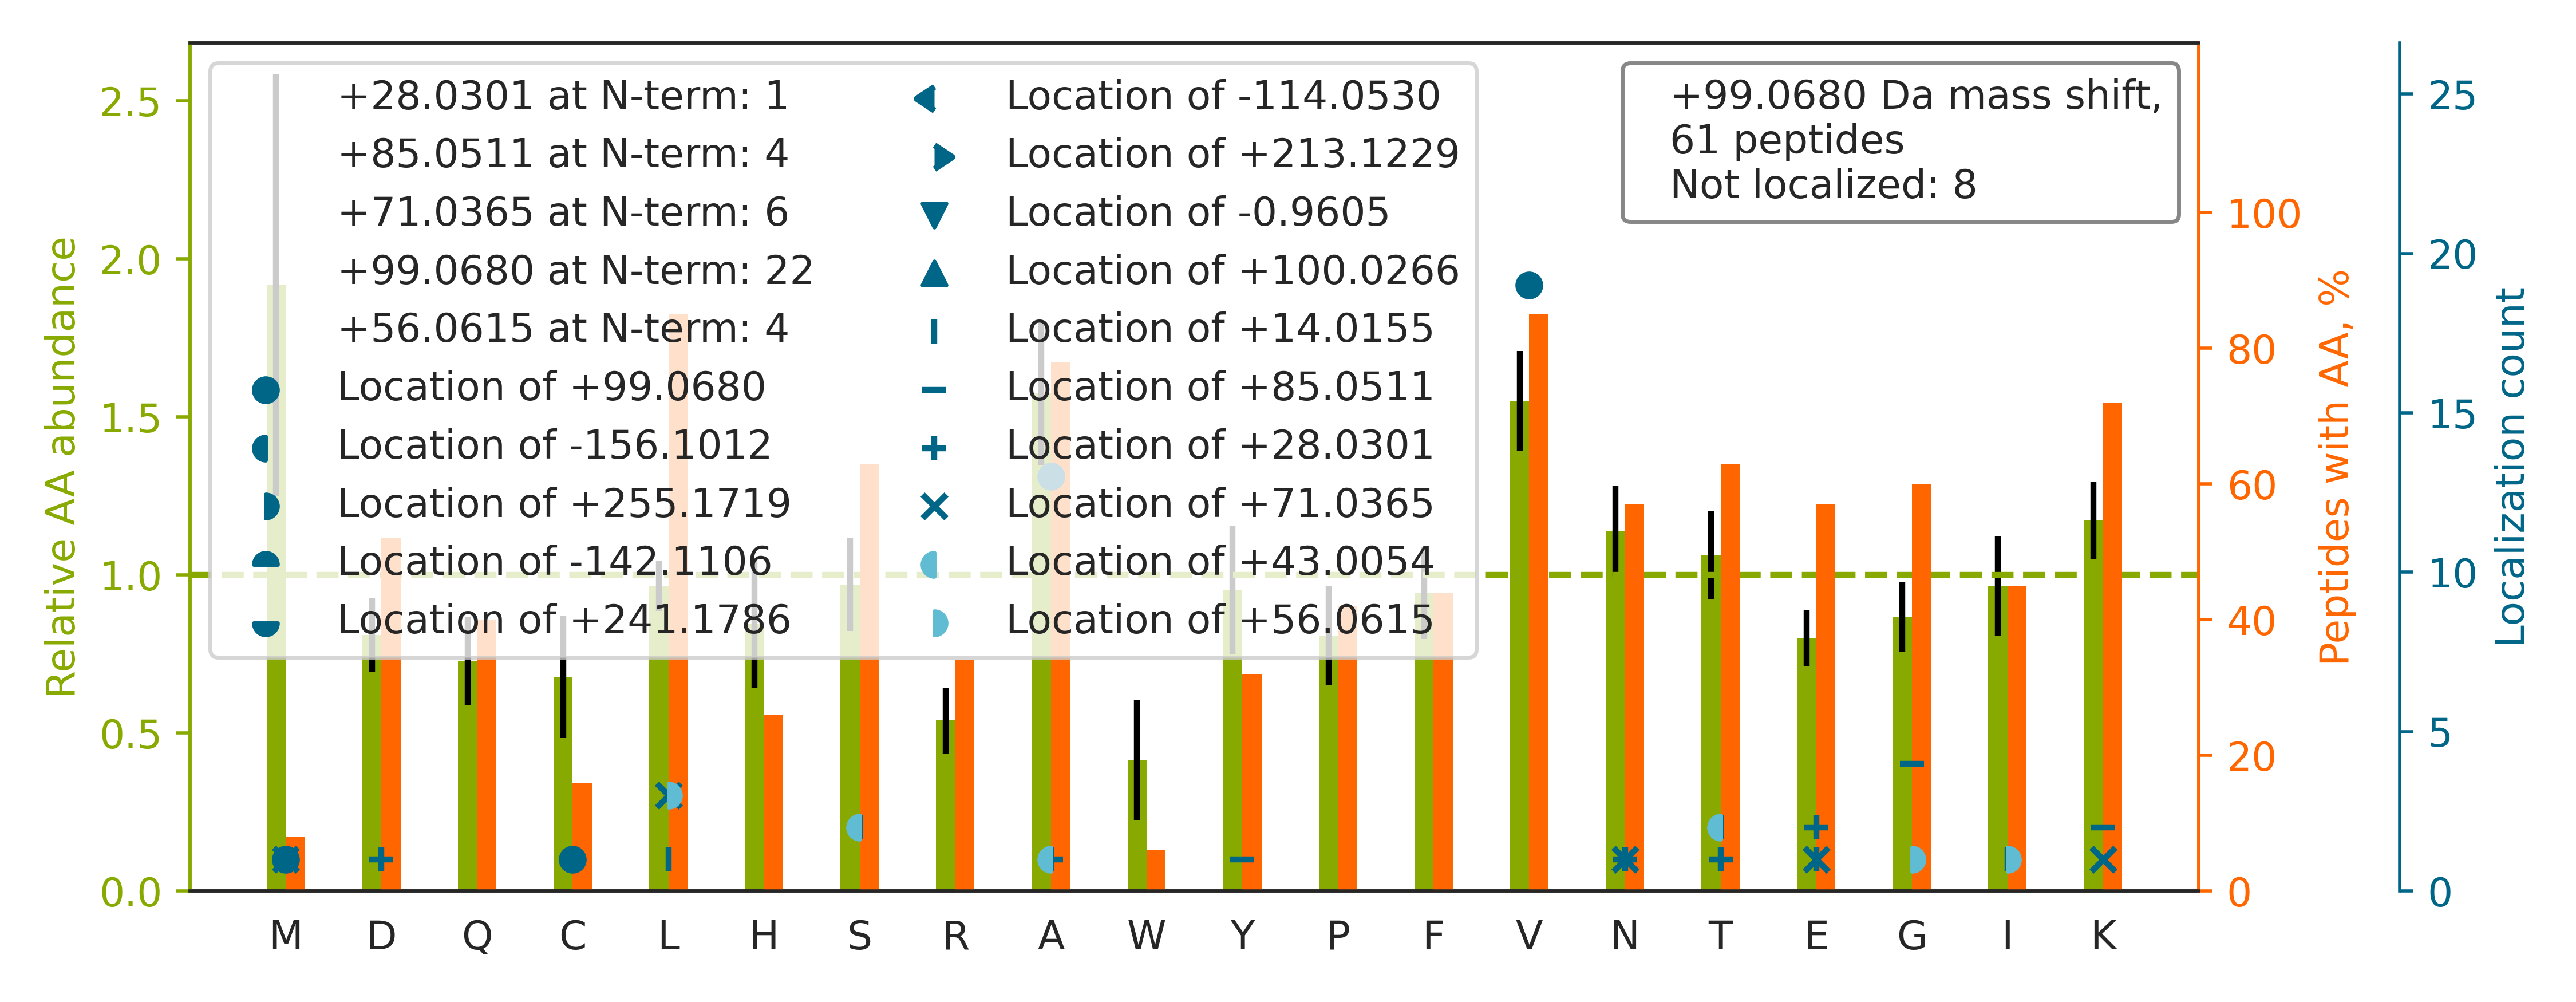 +28.0301 at N-term: 1
+85.0511 at N-term: 4
+71.0365 at N-term: 6
+99.0680 at N-term: 22
+56.0615 at N-term: 4
Location of +99.0680
Location of -156.1012
Location of +255.1719
Location of -142.1106
Location of +241.1786
Location of -114.0530
Location of +213.1229
Location of -0.9605
Location of +100.0266
Location of +14.0155
Location of +85.0511
Location of +28.0301
Location of +71.0365
Location of +43.0054
Location of +56.0615
+99.0680 Da mass shift,
61 peptides
Not localized: 8
Relative AA abundance
2.5
2.0
1.5
1.0
0.5
0.0
M D Q C L H S R A W Y P F V N T E G I K
100
80
60
40
20
0
Peptides with AA, %
25
20
15
10
5
0
Localization count